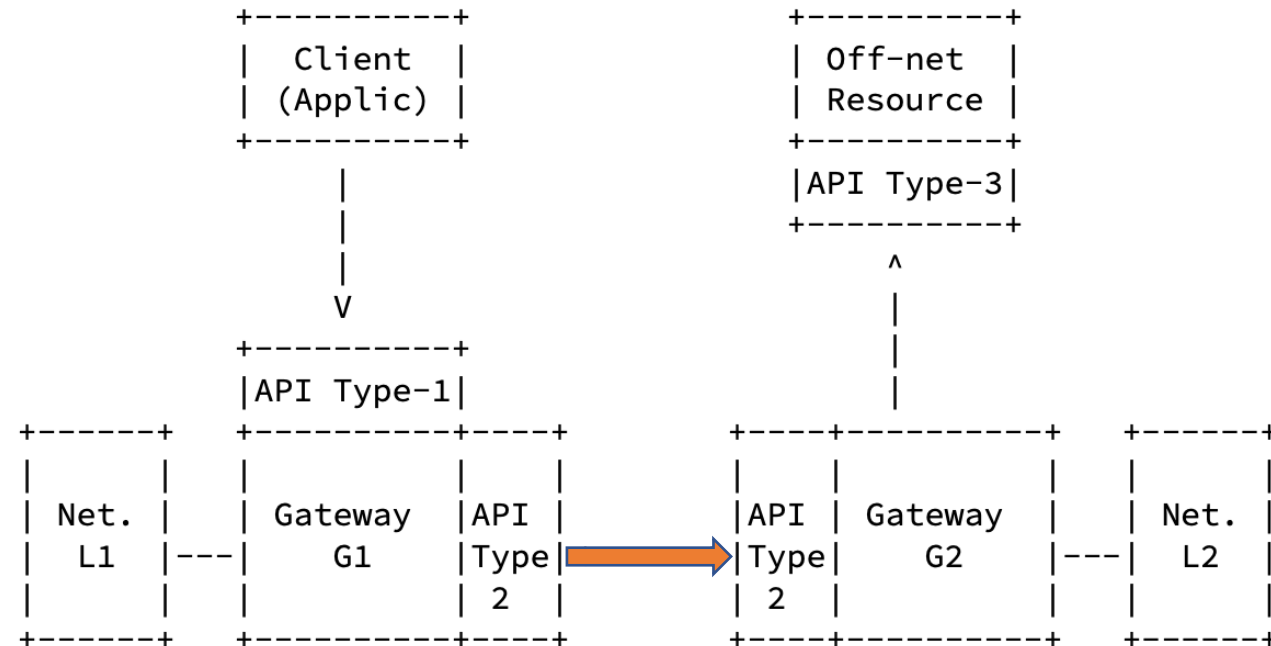 +----------+ +----------+
| Client | | Off-net |
| (Applic) | | Resource |
+----------+ +----------+
| |API Type-3|
| +----------+
| ^
V |
+----------+ |
|API Type-1| |
+------+ +----------+----+ +----+----------+ +------+
| | | | | | | | | |
| Net. | | Gateway |API | |API | Gateway | | Net. |
| L1 |---| G1 |Type| |Type| G2 |---| L2 |
| | | | 2 | | 2 | | | |
+------+ +----------+----+ +----+----------+ +------+